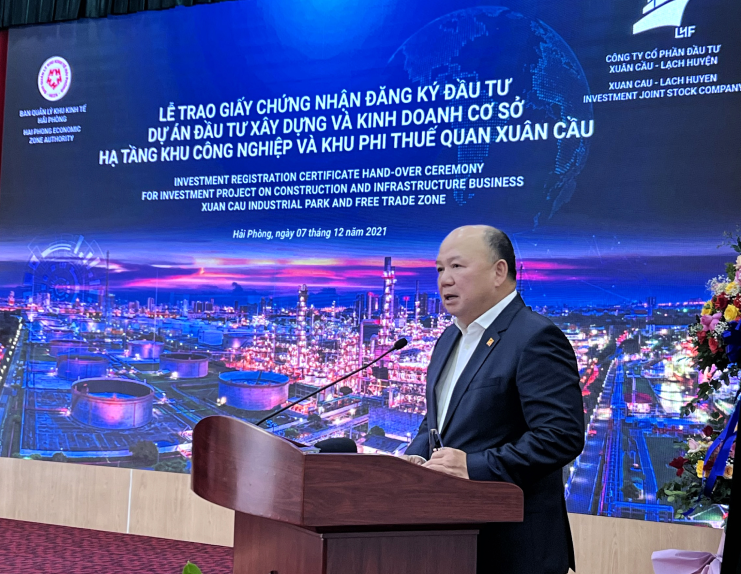 BAN QUẢN LÝ KHU KINH TẾ
HẢI PHÒNG
HAI PHONG ECONOMIC
ZONE AUTHORITY
LHF
CÔNG TY CỔ PHẦN ĐẦU TƯ
XUÂN CẦU - LẠCH HUYỆN
XUAN CAU - LACH HUYEN
INVESTMENT JOINT STOCK COMPANY
LỄ TRAO GIẤY CHỨNG NHẬN ĐĂNG KÝ ĐẦU TƯ
DỰ ÁN ĐẦU TƯ XÂY DỰNG VÀ KINH DOANH CƠ SỞ
HẠ TẦNG KHU CÔNG NGHIỆP VÀ KHU PHI THUẾ QUAN XUÂN CẦU
INVESTMENT REGISTRATION CERTIFICATE HAND-OVER CEREMONY
FOR INVESTMENT PROJECT ON CONSTRUCTION AND INFRASTRUCTURE BUSINESS
XUAN CAU INDUSTRIAL PARK AND FREE TRADE ZONE
Hải Phòng, ngày 07 tháng 12 năm 2021